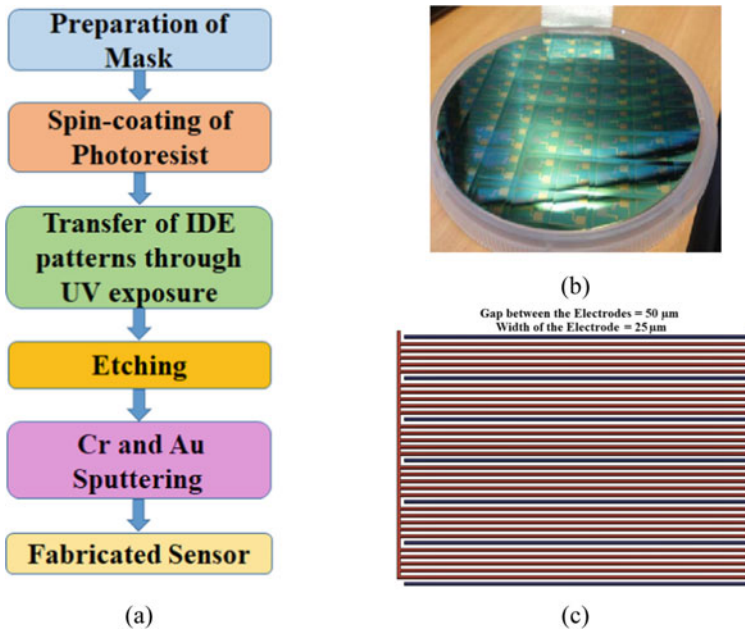 Preparation of
Mask
Spin-coating of
Photoresist
Transfer of IDE
patterns through
UV exposure
Etching
Cr and Au
Sputtering
Fabricated Sensor
(a)
(b)
Gap between the Electrodes = 50 µm
Width of the Electrode = 25 µm
(c)